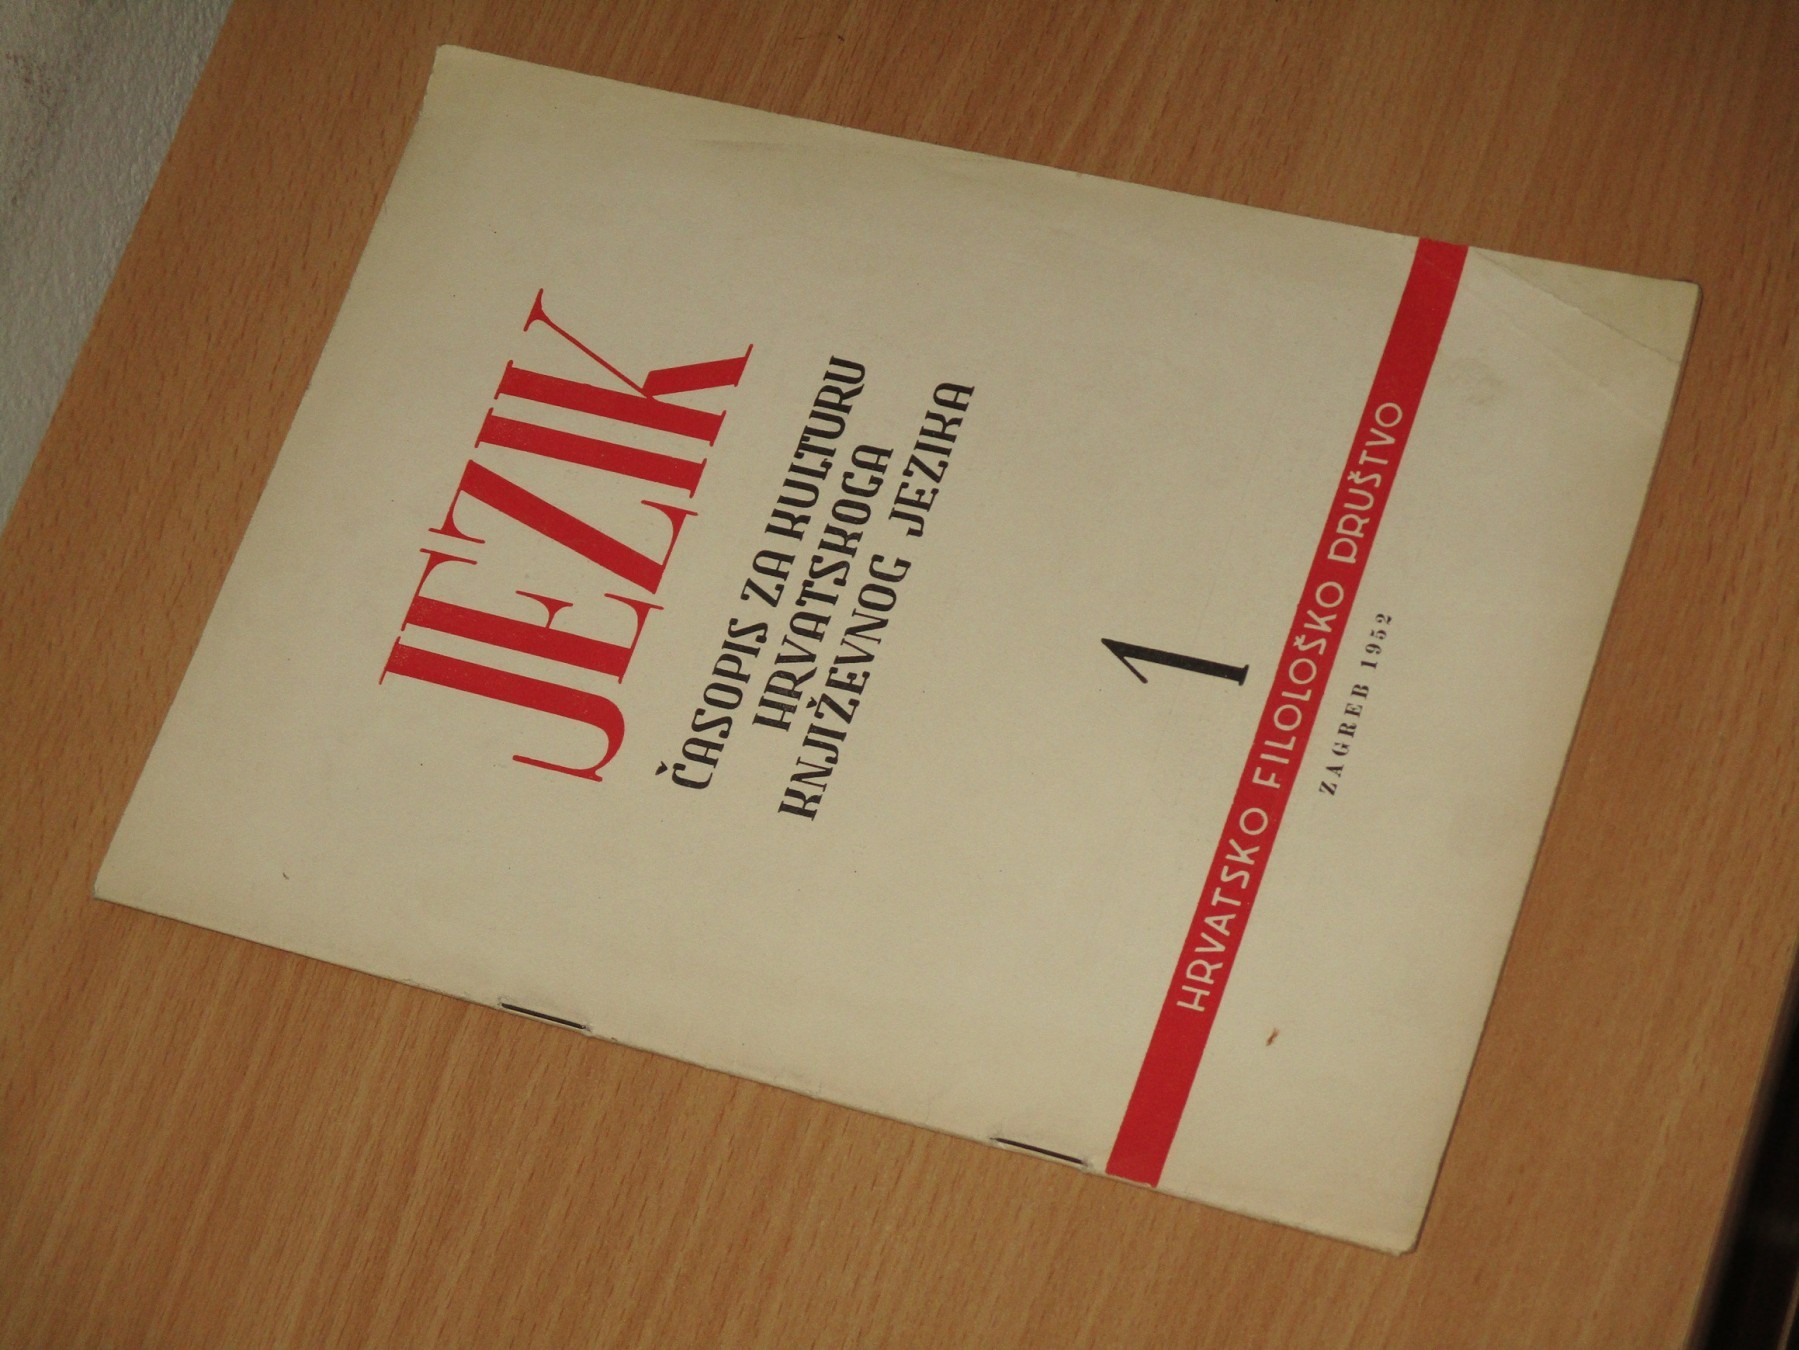 JEZIK
ČASOPIS ZA KULTURU
HRVATSKOGA
KNJIŽEVNOG JEZIKA
1
HRVATSKO FILOLOŠKO DRUŠTVO
ZAGREB 1952